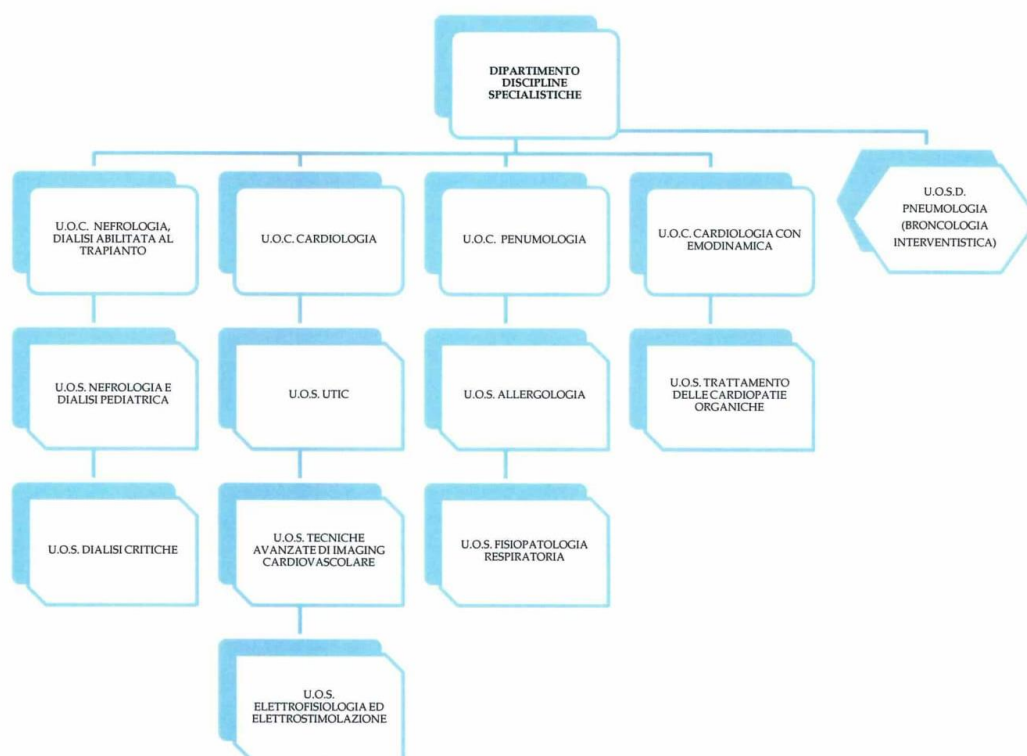 DIPARTIMENTO
DISCIPLINE
SPECIALISTICHE
U.O.C. NEFROLOGIA,
DIALISI ABILITATA AL
TRAPIANTO
U.O.C. CARDIOLOGIA
U.O.C. PENUMOLOGIA
U.O.C. CARDIOLOGIA CON
EMODINAMICA
U.O.S.D.
PNEUMOLOGIA
(BRONCOLOGIA
INTERVENTISTICA)
U.O.S. NEFROLOGIA E
DIALISI PEDIATRICA
U.O.S. UTIC
U.O.S. ALLERGOLOGIA
U.O.S. TRATTAMENTO
DELLE CARDIOPATIE
ORGANICHE
U.O.S. DIALISI CRITICHE
U.O.S. TECNICHE
AVANZATE DI IMAGING
CARDIOVASCOLARE
U.O.S. FISIOPATOLOGIA
RESPIRATORIA
U.O.S.
ELETTROFISIOLOGIA ED
ELETTROSTIMOLAZIONE